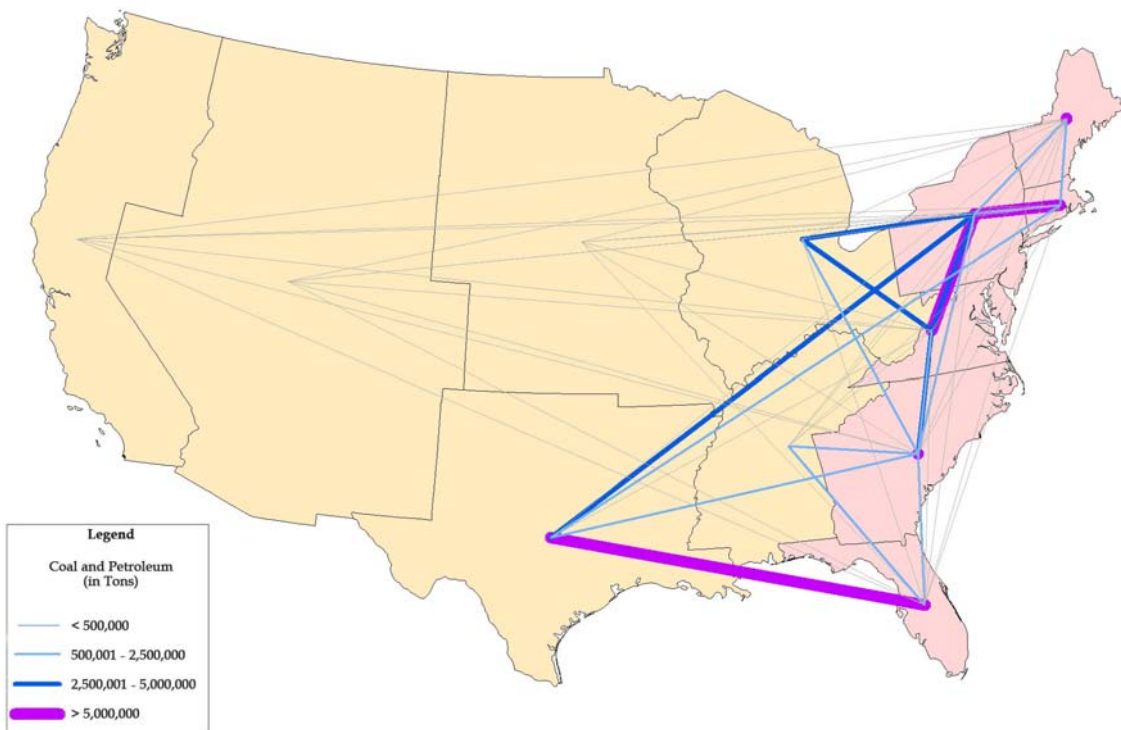 Legend
Coal and Petroleum
(in Tons)
< 500,000
500,001 - 2,500,000
2,500,001 - 5,000,000
> 5,000,000